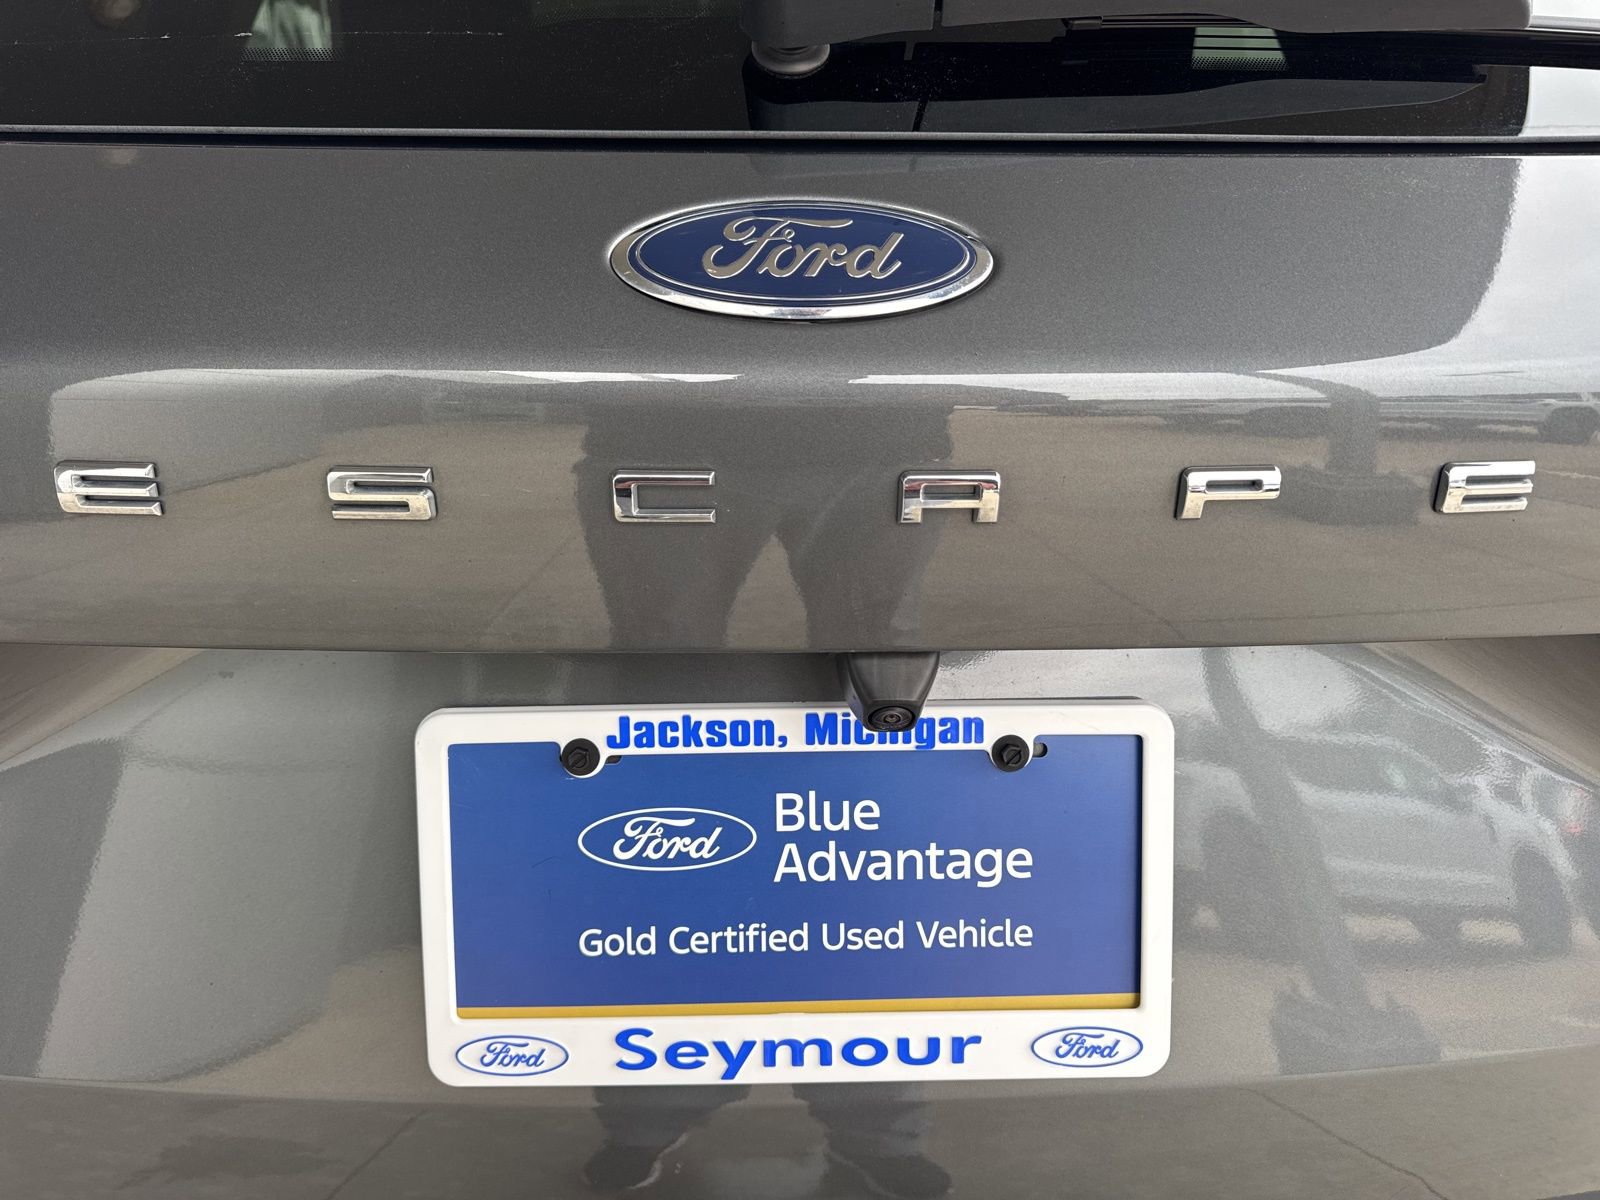 Ford
ESCAPE
Jackson, Michigan
Ford Blue
Advantage
Gold Certified Used Vehicle
Ford Seymour Ford